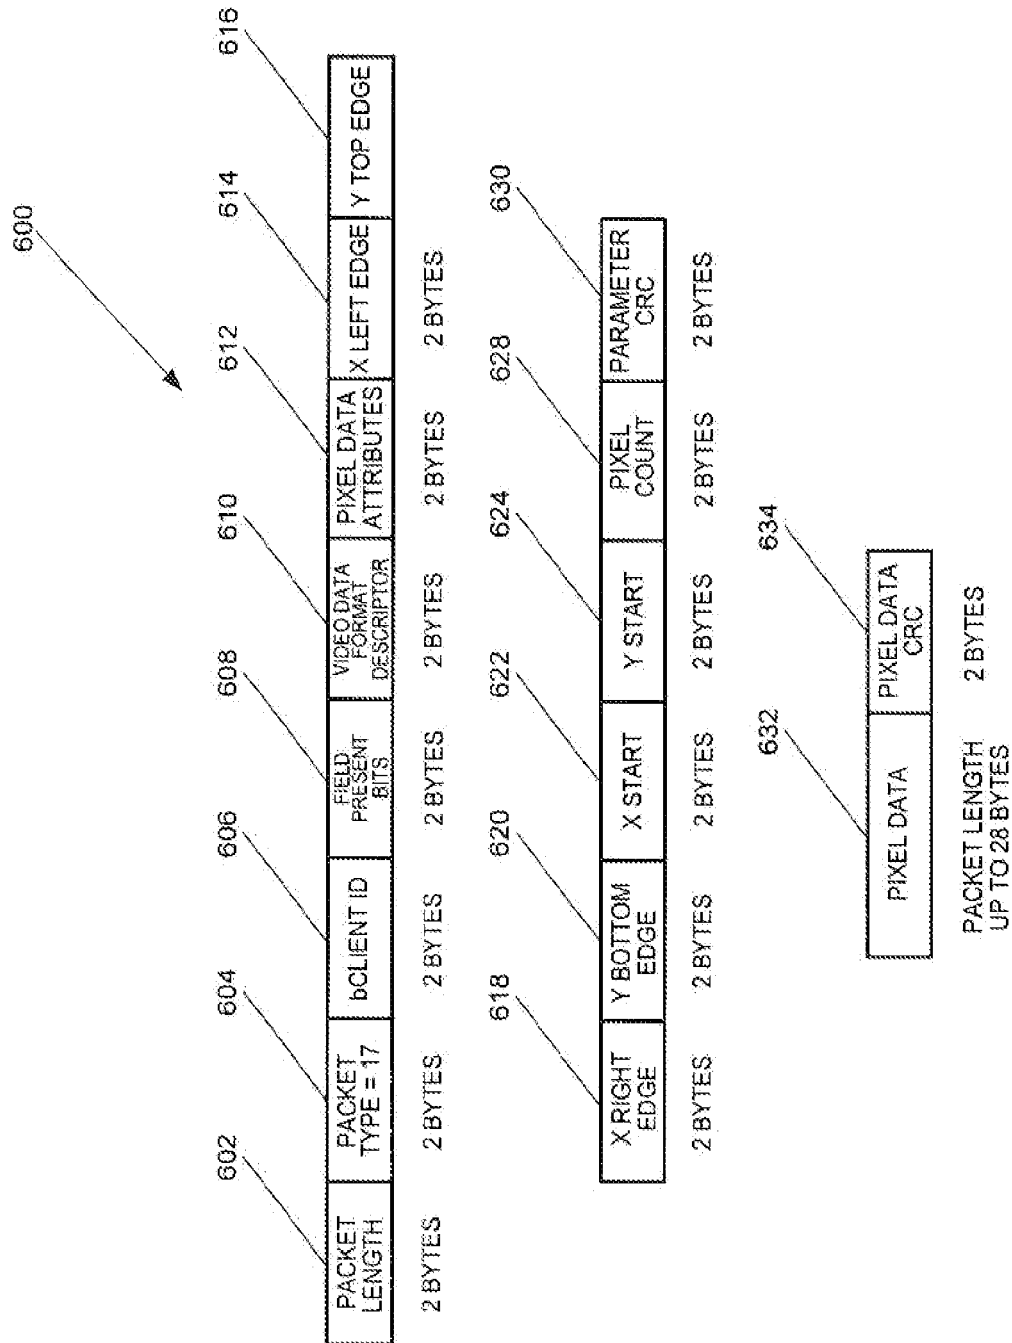 600
602
604
606
608
610
612
614
616
PACKET
LENGTH
PACKET
TYPE = 17
bCLIENT ID
FIELD
PRESENT
BITS
VIDEO DATA
FORMAT
DESCRIPTOR
PIXEL DATA
ATTRIBUTES
X LEFT EDGE
Y TOP EDGE
2 BYTES
2 BYTES
2 BYTES
2 BYTES
2 BYTES
2 BYTES
2 BYTES
618
620
622
624
628
630
X RIGHT
EDGE
Y BOTTOM
EDGE
X START
Y START
PIXEL
COUNT
PARAMETER
CRC
2 BYTES
2 BYTES
2 BYTES
2 BYTES
2 BYTES
2 BYTES
632
634
PIXEL DATA
PIXEL DATA
CRC
PACKET LENGTH
UP TO 28 BYTES
2 BYTES